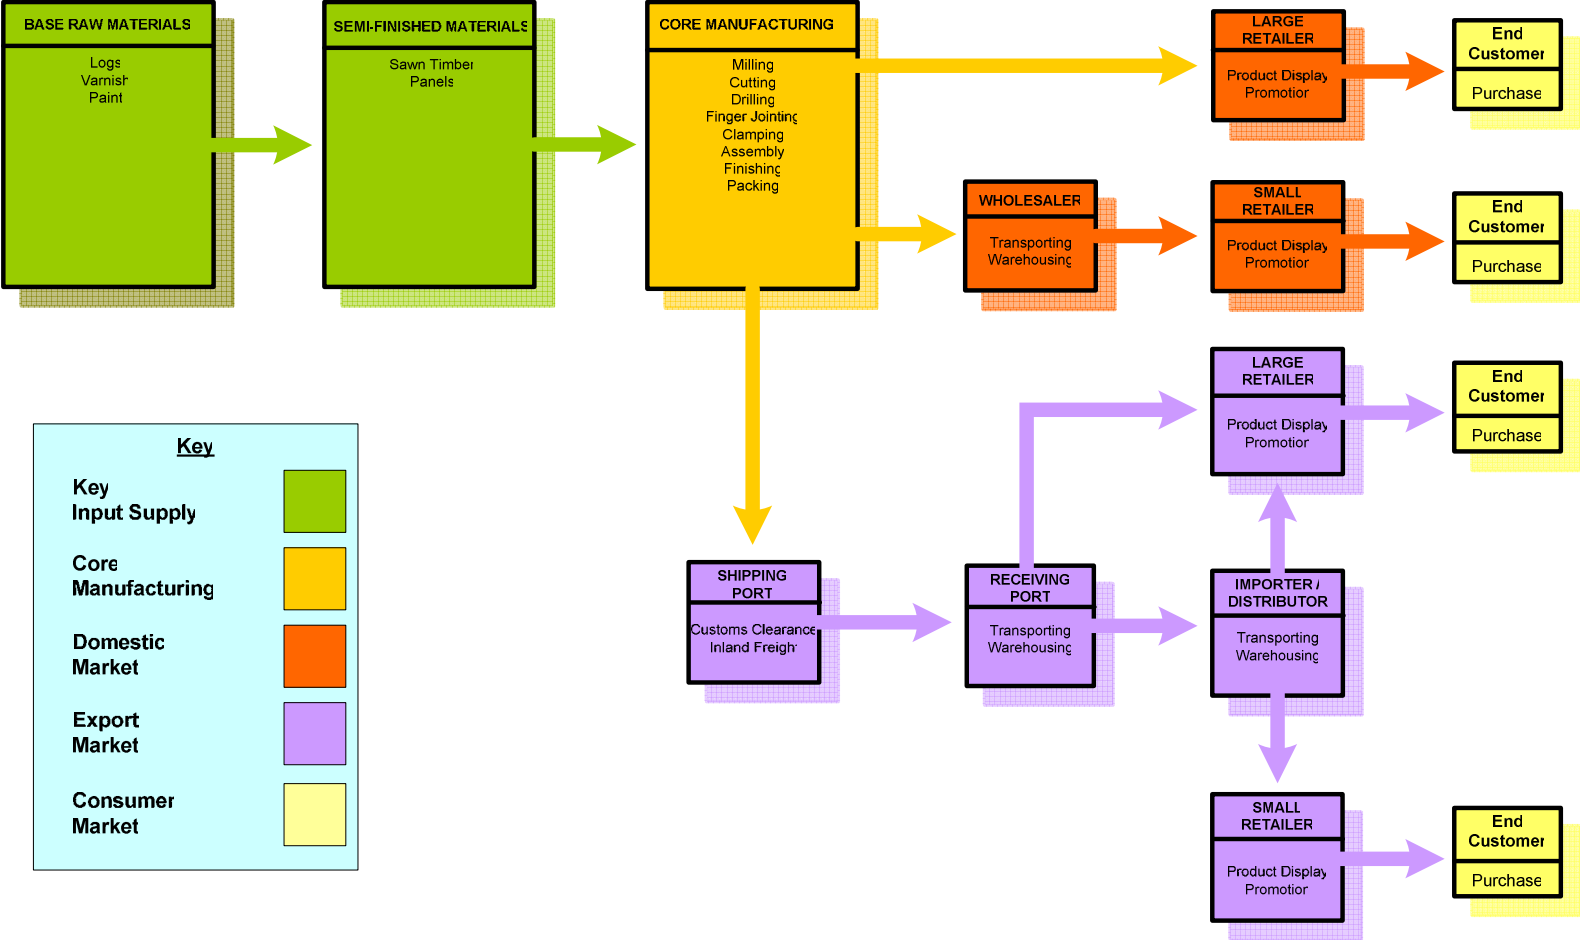 BASE RAW MATERIALS
Logs
Varnish
Paint
SEMI-FINISHED MATERIALS
Sawn Timber
Panels
CORE MANUFACTURING
Milling
Cutting
Drilling
Finger Jointing
Clamping
Assembly
Finishing
Packing
LARGE
RETAILER
Product Display
Promotion
End
Customer
Purchase
WHOLESALER
Transporting
Warehousing
SMALL
RETAILER
Product Display
Promotion
End
Customer
Purchase
LARGE
RETAILER
Product Display
Promotion
End
Customer
Purchase
Key
Key
Input Supply
Core
Manufacturing
Domestic
Market
Export
Market
Consumer
Market
SHIPPING
PORT
Customs Clearance
Inland Freight
RECEIVING
PORT
Transporting
Warehousing
IMPORTER /
DISTRIBUTOR
Transporting
Warehousing
SMALL
RETAILER
Product Display
Promotion
End
Customer
Purchase